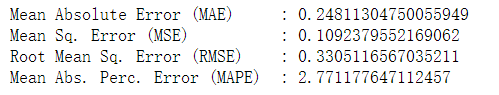 Mean Absolute Error (MAE)     : 0.24811304750055949
Mean Sq. Error (MSE)          : 0.1092379552169062
Root Mean Sq. Error (RMSE)    : 0.3305116567035211
Mean Abs. Perc. Error (MAPE)  : 2.771177647112457